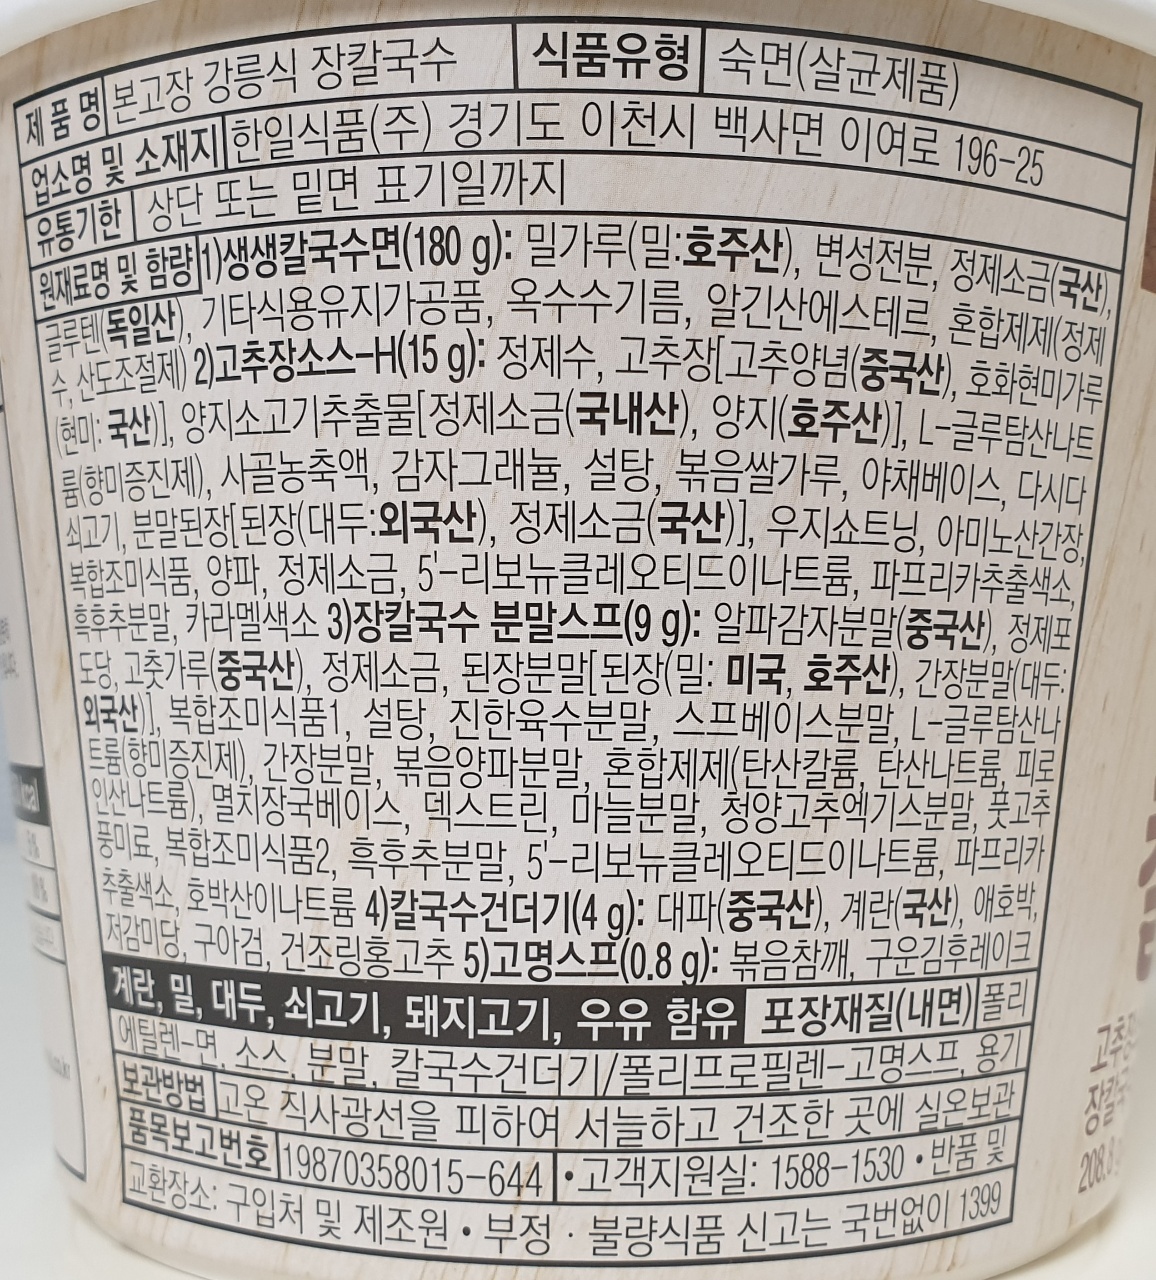 제품명 본고장 강릉식 장칼국수 식품유형 숙면(살균제품)
업소명 및 소재지 한일식품(주) 경기도 이천시 백사면 이여로 196-25
유통기한 상단 또는 밑면 표기일까지
원재료명 및 함량 1)생생칼국수면(180 g): 밀가루(밀:호주산), 변성전분, 정제소금(국산),
글루텐(독일산), 기타식용유지가공품, 옥수수기름, 알긴산에스테르, 혼합제제(정제
수, 산도조절제) 2)고추장소스-H(15 g): 정제수, 고추장[고추양념(중국산), 호화현미가루
(현미: 국산)], 양지소고기추출물[정제소금(국내산), 양지(호주산)], L-글루탐산나트
륨(향미증진제), 사골농축액, 감자그래뉼, 설탕, 볶음쌀가루, 야채베이스, 다시다
쇠고기, 분말된장[된장(대두:외국산), 정제소금(국산)], 우지쇼트닝, 아미노산간장,
복합조미식품, 양파, 정제소금, 5'-리보뉴클레오티드이나트륨, 파프리카추출색소,
흑후추분말, 카라멜색소 3)장칼국수 분말스프(9 g): 알파감자분말(중국산), 정제포
도당, 고춧가루(중국산), 정제소금, 된장분말[된장(밀: 미국, 호주산), 간장분말(대두:
외국산)], 복합조미식품1, 설탕, 진한육수분말, 스프베이스분말, L-글루탐산나
트륨(향미증진제), 간장분말, 볶음양파분말, 혼합제제(탄산칼륨, 탄산나트륨, 피로
인산나트륨), 멸치장국베이스, 덱스트린, 마늘분말, 청양고추엑기스분말, 풋고추
풍미료, 복합조미식품2, 흑후추분말, 5'-리보뉴클레오티드이나트륨, 파프리카
추출색소, 호박산이나트륨 4)칼국수건더기(4 g): 대파(중국산), 계란(국산), 애호박,
저감미당, 구아검, 건조링홍고추 5)고명스프(0.8 g): 볶음참깨, 구운김후레이크
계란, 밀, 대두, 쇠고기, 돼지고기, 우유 함유 포장재질(내면) 폴리
에틸렌-면, 소스, 분말, 칼국수건더기/폴리프로필렌-고명스프, 용기
보관방법 고온 직사광선을 피하여 서늘하고 건조한 곳에 실온보관
품목보고번호 19870358015-644 •고객지원실: 1588-1530 •반품 및
교환장소: 구입처 및 제조원 • 부정 · 불량식품 신고는 국번없이 1399